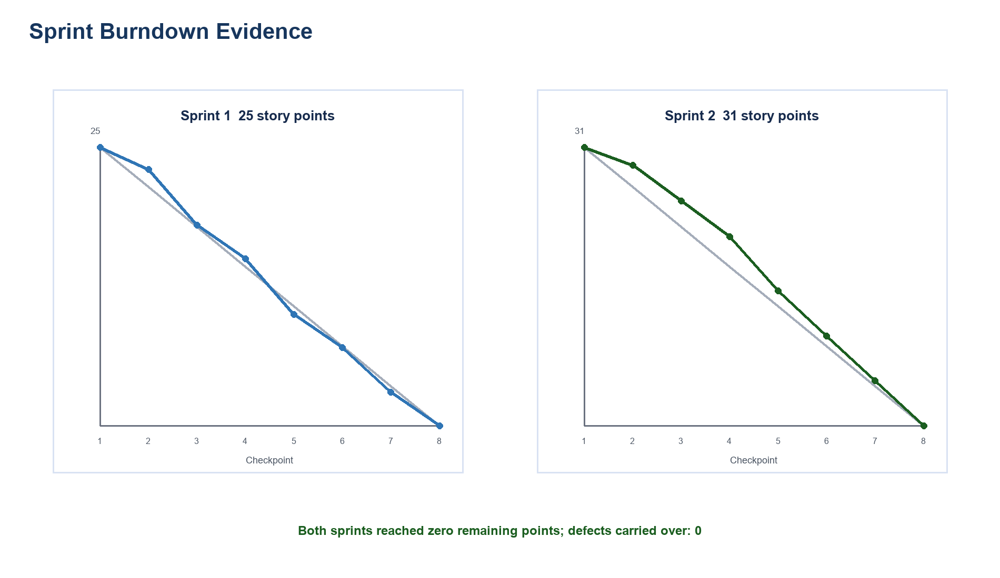 Sprint Burndown Evidence
Sprint 1  25 story points
25
1 2 3 4 5 6 7 8
Checkpoint
Sprint 2  31 story points
31
1 2 3 4 5 6 7 8
Checkpoint
Both sprints reached zero remaining points; defects carried over: 0